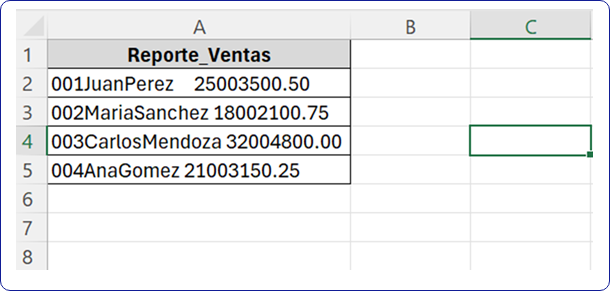 A B C
1 Reporte_Ventas
2 001JuanPerez    25003500.50
3 002MariaSanchez 18002100.75
4 003CarlosMendoza 32004800.00
5 004AnaGomez 21003150.25
6
7
8